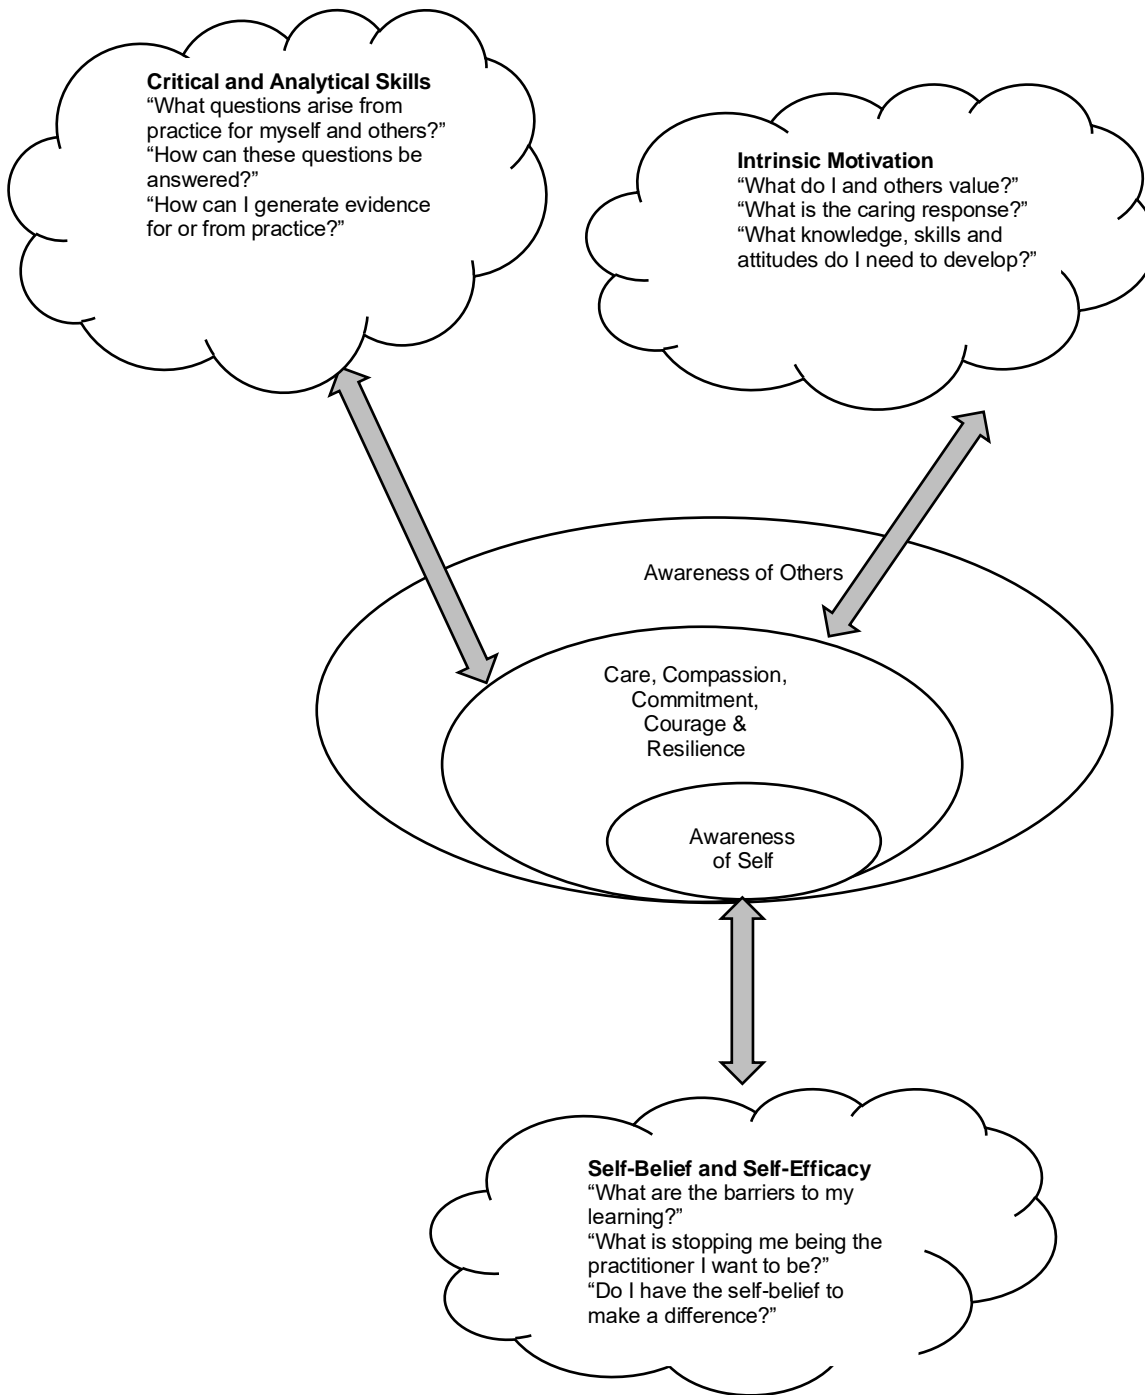 Critical and Analytical Skills
“What questions arise from
practice for myself and others?”
“How can these questions be
answered?”
“How can I generate evidence
for or from practice?”
Intrinsic Motivation
“What do I and others value?”
“What is the caring response?”
“What knowledge, skills and
attitudes do I need to develop?”
Awareness of Others
Care, Compassion,
Commitment,
Courage &
Resilience
Awareness
of Self
Self-Belief and Self-Efficacy
“What are the barriers to my
learning?”
“What is stopping me being the
practitioner I want to be?”
“Do I have the self-belief to
make a difference?”